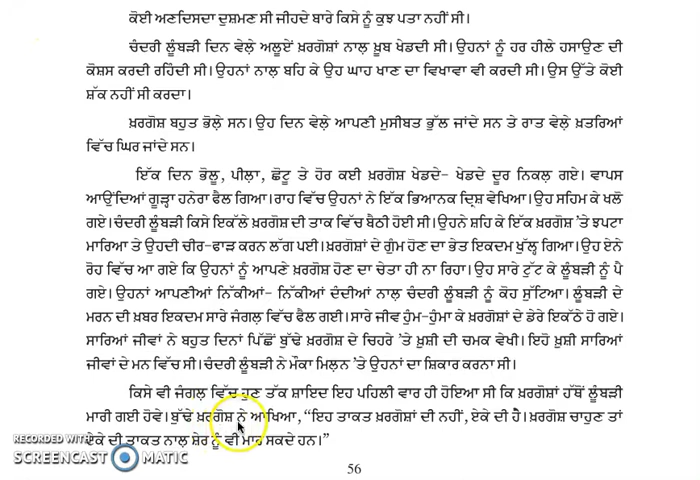 ਕੋਈ ਅਣਦਿਸਦਾ ਦੁਸ਼ਮਣ ਸੀ ਜੀਹਦੇ ਬਾਰੇ ਕਿਸੇ ਨੂੰ ਕੁਝ ਪਤਾ ਨਹੀਂ ਸੀ।
ਚੰਦਰੀ ਲੂੰਬੜੀ ਦਿਨ ਵੇਲ਼ੇ ਅਲੂਏਂ ਖ਼ਰਗੋਸ਼ਾਂ ਨਾਲ਼ ਖ਼ੂਬ ਖੇਡਦੀ ਸੀ। ਉਹਨਾਂ ਨੂੰ ਹਰ ਹੀਲੇ ਹਸਾਉਣ ਦੀ
ਕੋਸ਼ਸ਼ ਕਰਦੀ ਰਹਿੰਦੀ ਸੀ। ਉਹਨਾਂ ਨਾਲ਼ ਬਹਿ ਕੇ ਉਹ ਘਾਹ ਖਾਣ ਦਾ ਵਿਖਾਵਾ ਵੀ ਕਰਦੀ ਸੀ। ਉਸ ਉੱਤੇ ਕੋਈ
ਸ਼ੱਕ ਨਹੀਂ ਸੀ ਕਰਦਾ।
ਖ਼ਰਗੋਸ਼ ਬਹੁਤ ਭੋਲ਼ੇ ਸਨ। ਉਹ ਦਿਨ ਵੇਲ਼ੇ ਆਪਣੀ ਮੁਸੀਬਤ ਭੁੱਲ ਜਾਂਦੇ ਸਨ ਤੇ ਰਾਤ ਵੇਲ਼ੇ ਖ਼ਤਰਿਆਂ
ਵਿੱਚ ਘਿਰ ਜਾਂਦੇ ਸਨ।
ਇੱਕ ਦਿਨ ਭੋਲੂ, ਪੀਲ਼ਾ, ਛੋਟੂ ਤੇ ਹੋਰ ਕਈ ਖ਼ਰਗੋਸ਼ ਖੇਡਦੇ- ਖੇਡਦੇ ਦੂਰ ਨਿਕਲ਼ ਗਏ। ਵਾਪਸ
ਆਉਂਦਿਆਂ ਗੂੜ੍ਹਾ ਹਨੇਰਾ ਫੈਲ ਗਿਆ। ਰਾਹ ਵਿੱਚ ਉਹਨਾਂ ਨੇ ਇੱਕ ਭਿਆਨਕ ਦ੍ਰਿਸ਼ ਵੇਖਿਆ। ਉਹ ਸਹਿਮ ਕੇ ਖਲੋ
ਗਏ। ਚੰਦਰੀ ਲੂੰਬੜੀ ਕਿਸੇ ਇਕੱਲੇ ਖ਼ਰਗੋਸ਼ ਦੀ ਤਾਕ ਵਿੱਚ ਬੈਠੀ ਹੋਈ ਸੀ। ਉਹਨੇ ਸ਼ਹਿ ਕੇ ਇੱਕ ਖ਼ਰਗੋਸ਼ ’ਤੇ ਝਪਟਾ
ਮਾਰਿਆ ਤੇ ਉਹਦੀ ਚੀਰ-ਫਾੜ ਕਰਨ ਲੱਗ ਪਈ। ਖ਼ਰਗੋਸ਼ਾਂ ਦੇ ਗੁੰਮ ਹੋਣ ਦਾ ਭੇਤ ਇਕਦਮ ਖੁੱਲ੍ਹ ਗਿਆ। ਉਹ ਏਨੇ
ਰੋਹ ਵਿੱਚ ਆ ਗਏ ਕਿ ਉਹਨਾਂ ਨੂੰ ਆਪਣੇ ਖ਼ਰਗੋਸ਼ ਹੋਣ ਦਾ ਚੇਤਾ ਹੀ ਨਾ ਰਿਹਾ। ਉਹ ਸਾਰੇ ਟੁੱਟ ਕੇ ਲੂੰਬੜੀ ਨੂੰ ਪੈ
ਗਏ। ਉਹਨਾਂ ਆਪਣੀਆਂ ਨਿੱਕੀਆਂ- ਨਿੱਕੀਆਂ ਦੰਦੀਆਂ ਨਾਲ਼ ਚੰਦਰੀ ਲੂੰਬੜੀ ਨੂੰ ਕੋਹ ਸੁੱਟਿਆ। ਲੂੰਬੜੀ ਦੇ
ਮਰਨ ਦੀ ਖ਼ਬਰ ਇਕਦਮ ਸਾਰੇ ਜੰਗਲ਼ ਵਿੱਚ ਫੈਲ ਗਈ। ਸਾਰੇ ਜੀਵ ਹੁੰਮ-ਹੁੰਮਾ ਕੇ ਖ਼ਰਗੋਸ਼ਾਂ ਦੇ ਡੇਰੇ ਇਕੱਠੇ ਹੋ ਗਏ।
ਸਾਰਿਆਂ ਜੀਵਾਂ ਨੇ ਬਹੁਤ ਦਿਨਾਂ ਪਿੱਛੋਂ ਬੁੱਢੇ ਖ਼ਰਗੋਸ਼ ਦੇ ਚਿਹਰੇ ’ਤੇ ਖ਼ੁਸ਼ੀ ਦੀ ਚਮਕ ਵੇਖੀ। ਇਹੋ ਖ਼ੁਸ਼ੀ ਸਾਰਿਆਂ
ਜੀਵਾਂ ਦੇ ਮਨ ਵਿੱਚ ਸੀ। ਚੰਦਰੀ ਲੂੰਬੜੀ ਨੇ ਮੌਕਾ ਮਿਲ਼ਨ ’ਤੇ ਉਹਨਾਂ ਦਾ ਸ਼ਿਕਾਰ ਕਰਨਾ ਸੀ।
ਕਿਸੇ ਵੀ ਜੰਗਲ਼ ਵਿੱਚ ਹੁਣ ਤੱਕ ਸ਼ਾਇਦ ਇਹ ਪਹਿਲੀ ਵਾਰ ਹੀ ਹੋਇਆ ਸੀ ਕਿ ਖ਼ਰਗੋਸ਼ਾਂ ਹੱਥੋਂ ਲੂੰਬੜੀ
ਮਾਰੀ ਗਈ ਹੋਵੇ। ਬੁੱਢੇ ਖ਼ਰਗੋਸ਼ ਨੇ ਆਖਿਆ, “ਇਹ ਤਾਕਤ ਖ਼ਰਗੋਸ਼ਾਂ ਦੀ ਨਹੀਂ, ਏਕੇ ਦੀ ਹੈ। ਖ਼ਰਗੋਸ਼ ਚਾਹੁਣ ਤਾਂ
ਏਕੇ ਦੀ ਤਾਕਤ ਨਾਲ਼ ਸ਼ੇਰ ਨੂੰ ਵੀ ਮਾਰ ਸਕਦੇ ਹਨ।”
56
RECORDED WITH
SCREENCAST MATIC